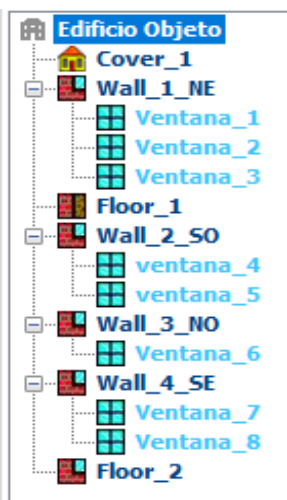 Edificio Objeto
Cover_1
Wall_1_NE
Ventana_1
Ventana_2
Ventana_3
Floor_1
Wall_2_SO
ventana_4
ventana_5
Wall_3_NO
Ventana_6
Wall_4_SE
Ventana_7
Ventana_8
Floor_2